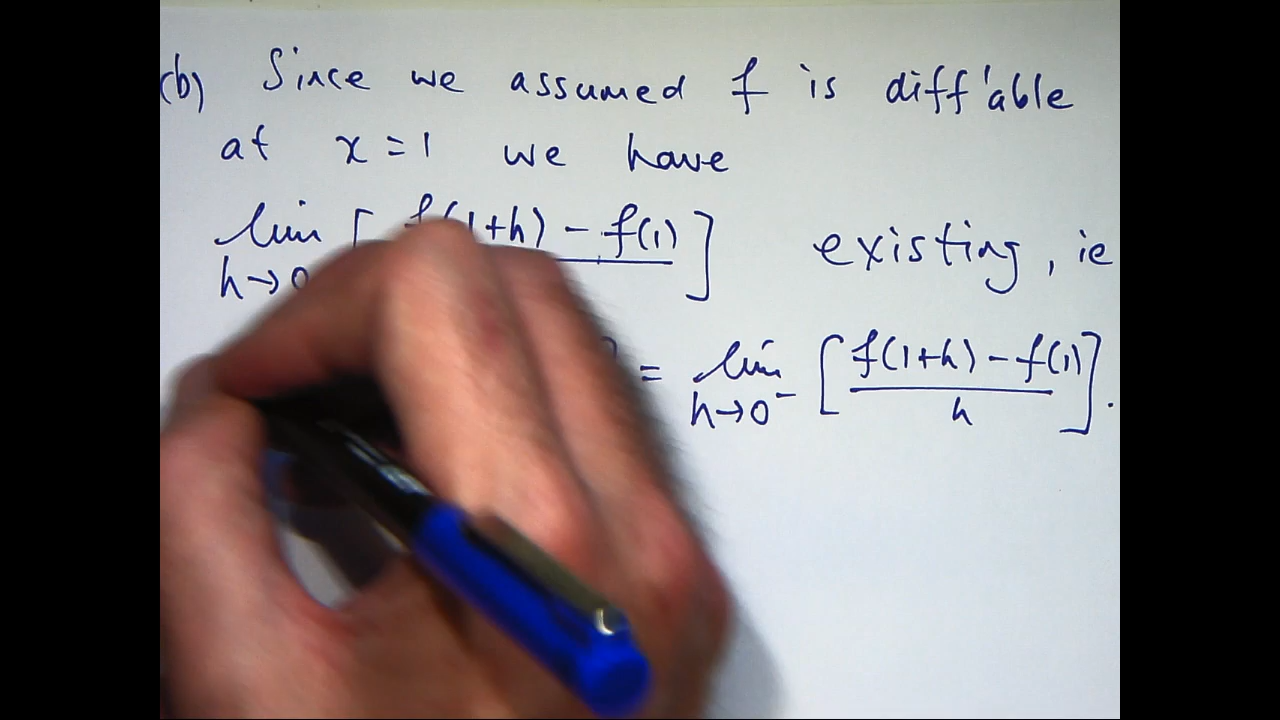 (b) Since we assumed f is diff'able
at x = 1 we have
lim [ f(1+h) − f(1) ] existing, ie
h→0
= lim [ f(1+h) − f(1) ].
h→0⁻ h